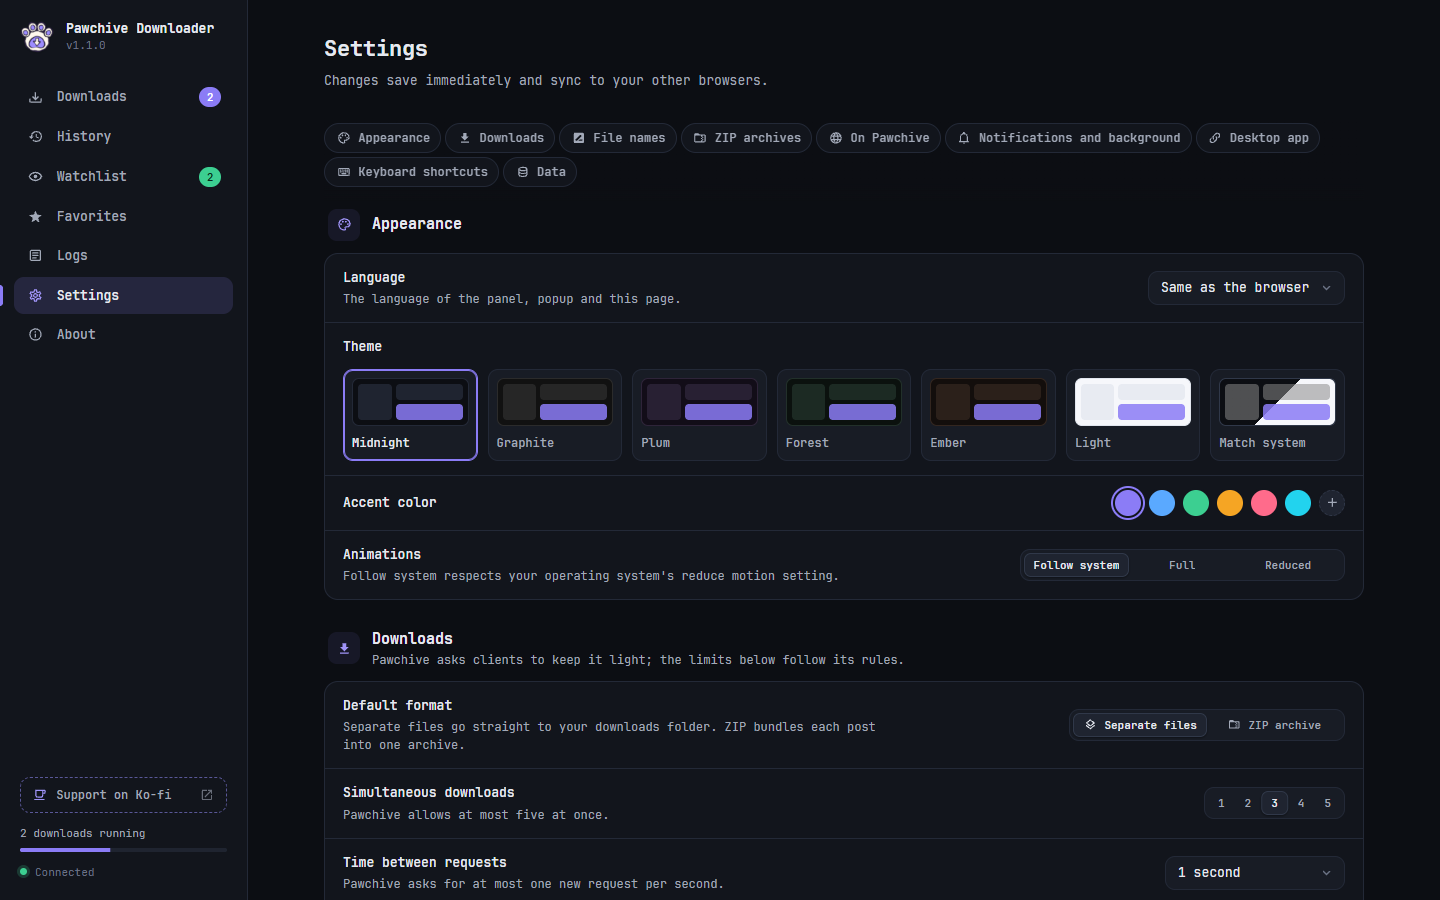 Pawchive Downloader
v1.1.0
Downloads 2
History
Watchlist 2
Favorites
Logs
Settings
About
Support on Ko-fi
2 downloads running
Connected
Settings
Changes save immediately and sync to your other browsers.
Appearance Downloads File names ZIP archives On Pawchive Notifications and background Desktop app
Keyboard shortcuts Data
Appearance
Language
The language of the panel, popup and this page.
Same as the browser
Theme
Midnight Graphite Plum Forest Ember Light Match system
Accent color
Animations
Follow system respects your operating system's reduce motion setting.
Follow system Full Reduced
Downloads
Pawchive asks clients to keep it light; the limits below follow its rules.
Default format
Separate files go straight to your downloads folder. ZIP bundles each post
into one archive.
Separate files ZIP archive
Simultaneous downloads
Pawchive allows at most five at once.
1 2 3 4 5
Time between requests
Pawchive asks for at most one new request per second.
1 second